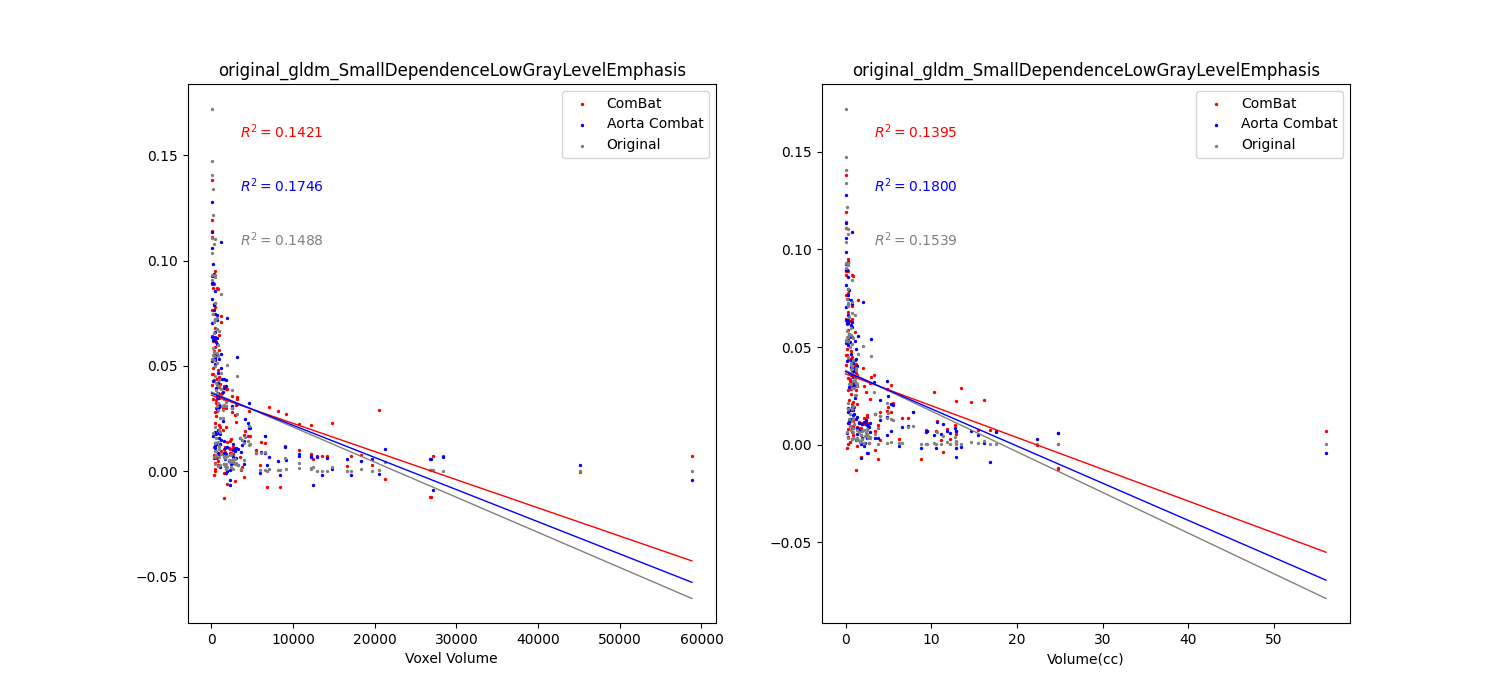 original_gldm_SmallDependenceLowGrayLevelEmphasis
ComBat
Aorta Combat
Original
R² = 0.1421
R² = 0.1746
R² = 0.1488
0.15
0.10
0.05
0.00
−0.05
0 10000 20000 30000 40000 50000 60000
Voxel Volume
original_gldm_SmallDependenceLowGrayLevelEmphasis
ComBat
Aorta Combat
Original
R² = 0.1395
R² = 0.1800
R² = 0.1539
0.15
0.10
0.05
0.00
−0.05
0 10 20 30 40 50
Volume(cc)